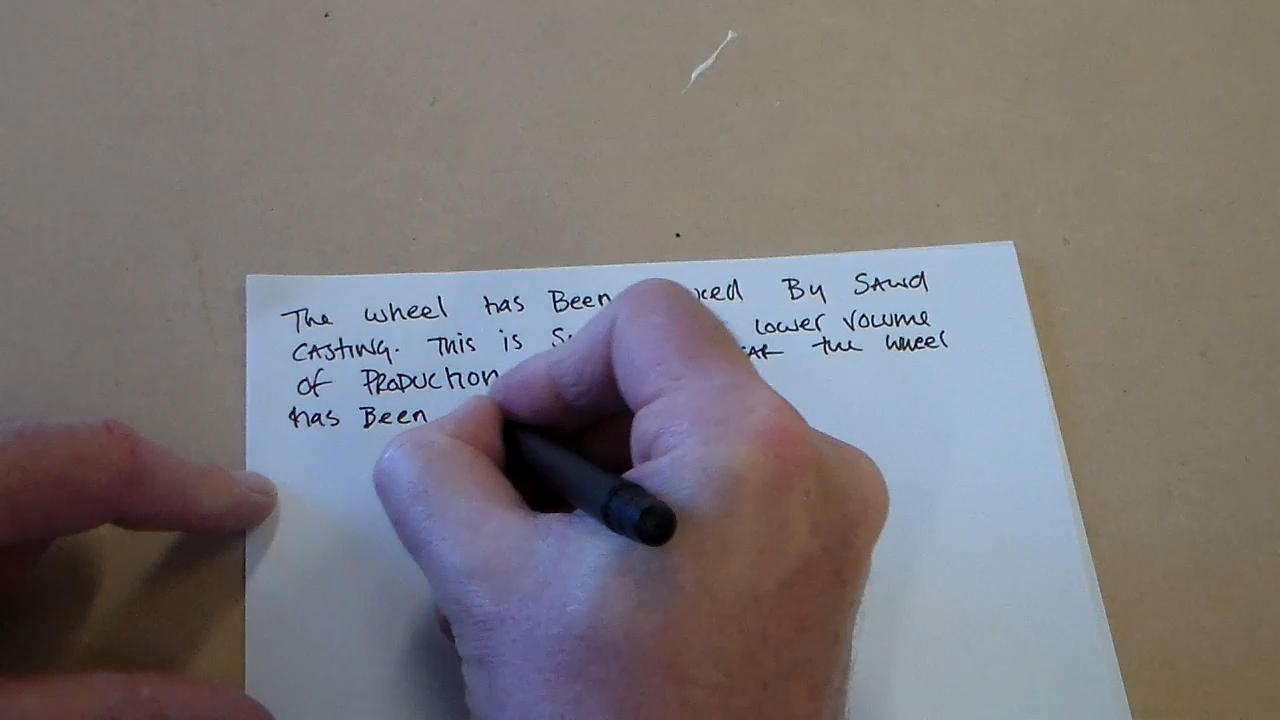 The wheel has Been By SAND
CASTING. This is lower volume
OF PRODUCTION the wheel
has Been